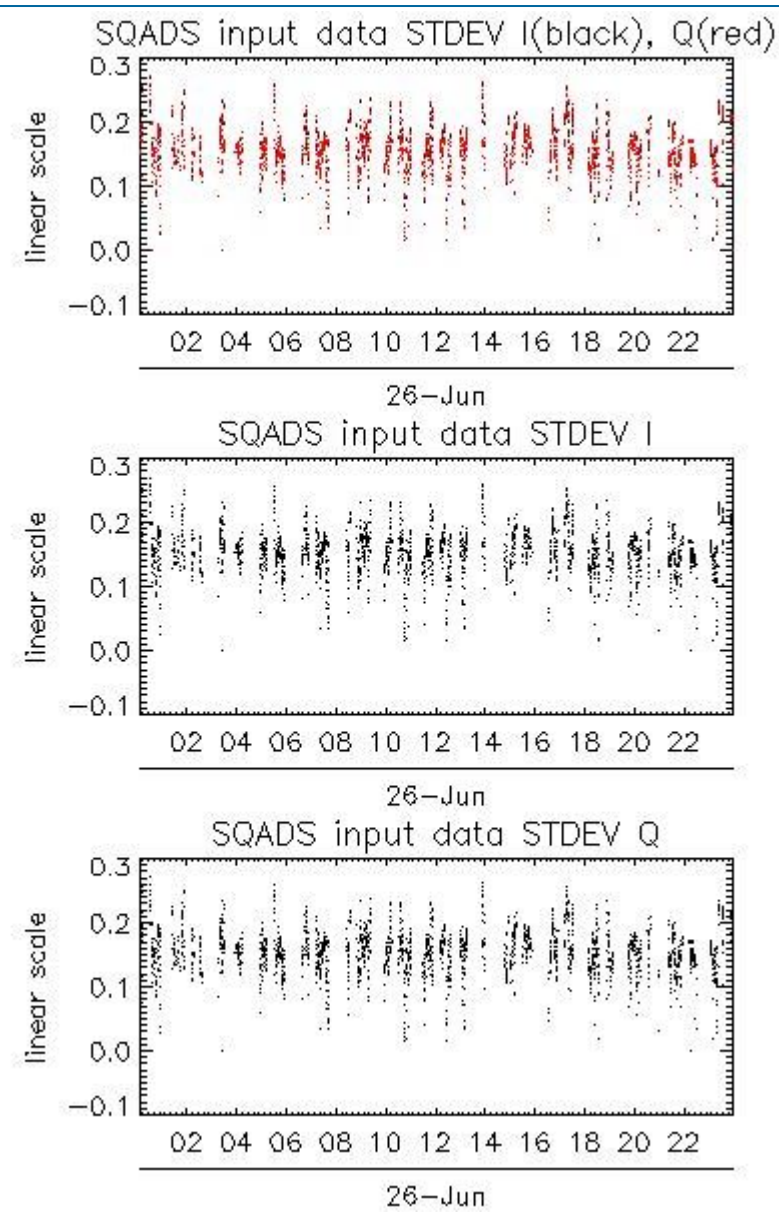 SQADS input data STDEV I(black), Q(red)
0.3
0.2
0.1
0.0
−0.1
linear scale
02 04 06 08 10 12 14 16 18 20 22
26−Jun
SQADS input data STDEV I
0.3
0.2
0.1
0.0
−0.1
linear scale
02 04 06 08 10 12 14 16 18 20 22
26−Jun
SQADS input data STDEV Q
0.3
0.2
0.1
0.0
−0.1
linear scale
02 04 06 08 10 12 14 16 18 20 22
26−Jun